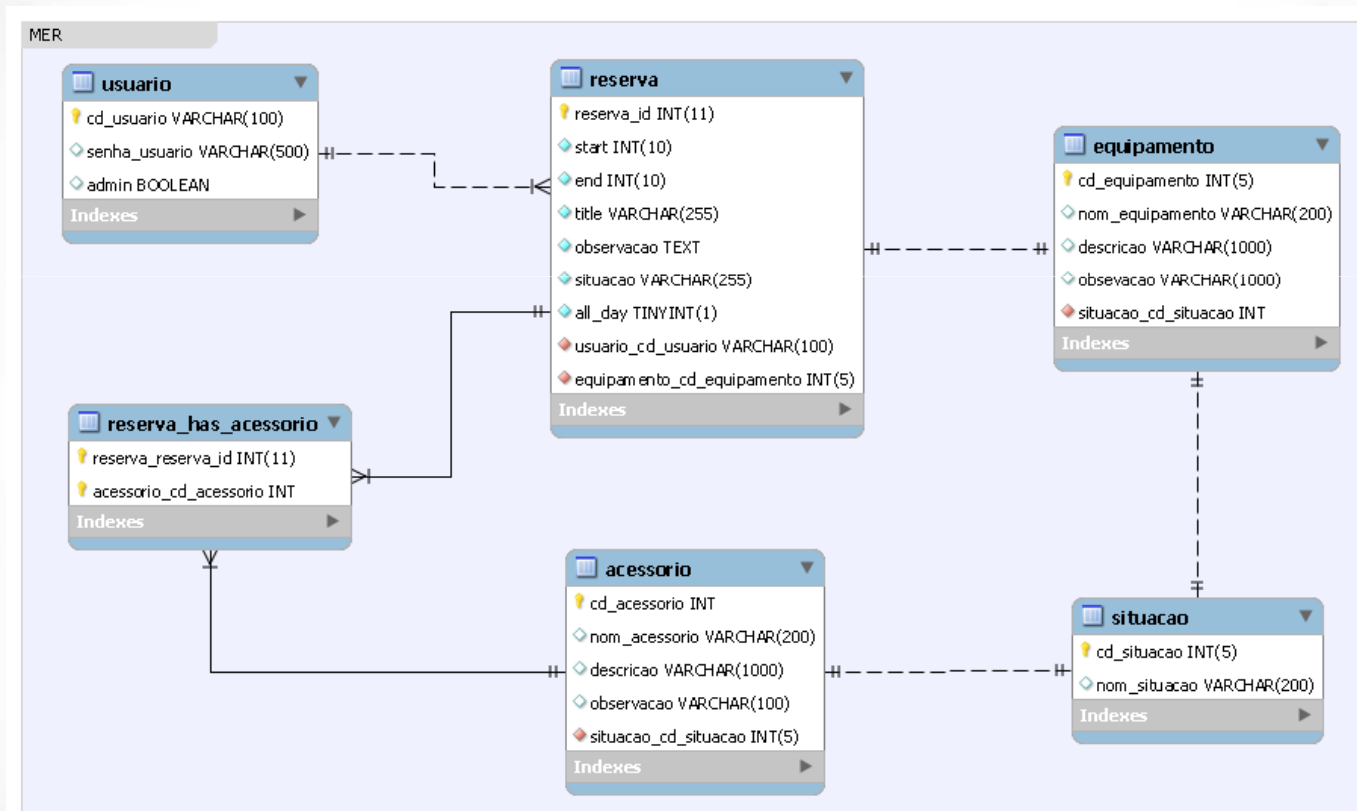 MER
usuario
cd_usuario VARCHAR(100)
senha_usuario VARCHAR(500)
admin BOOLEAN
Indexes
reserva
reserva_id INT(11)
start INT(10)
end INT(10)
title VARCHAR(255)
observacao TEXT
situacao VARCHAR(255)
all_day TINYINT(1)
usuario_cd_usuario VARCHAR(100)
equipamento_cd_equipamento INT(5)
Indexes
equipamento
cd_equipamento INT(5)
nom_equipamento VARCHAR(200)
descricao VARCHAR(1000)
obsevacao VARCHAR(1000)
situacao_cd_situacao INT
Indexes
reserva_has_acessorio
reserva_reserva_id INT(11)
acessorio_cd_acessorio INT
Indexes
acessorio
cd_acessorio INT
nom_acessorio VARCHAR(200)
descricao VARCHAR(1000)
observacao VARCHAR(100)
situacao_cd_situacao INT(5)
Indexes
situacao
cd_situacao INT(5)
nom_situacao VARCHAR(200)
Indexes